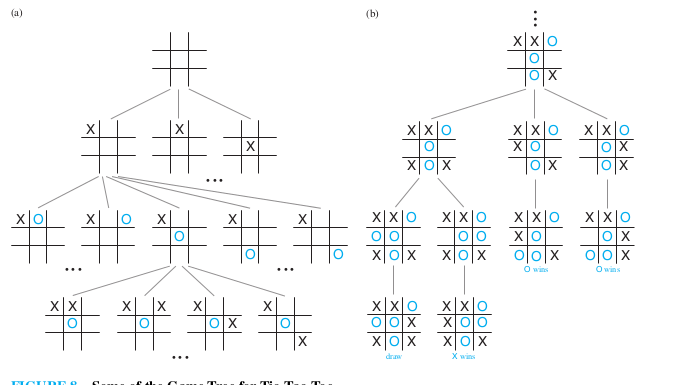 (a)
X
X
X
...
X O
X O
X
O
X
O
X
O
...
...
X X
O
X X
O
X
O X
X
O
X
...
(b)
X X O
O
O X
X X O
O
X O X
X X O
X O
O X
X X O
O X
O X
X X O
O O
X O X
X X O
O O
X O X
X X O
X O
O O X
O wins
X X O
O X
O O X
O wins
X X O
O O X
X O X
draw
X X O
X O O
X O X
X wins
FIGURE 8 Some of the Game Tree for Tic-Tac-Toe.